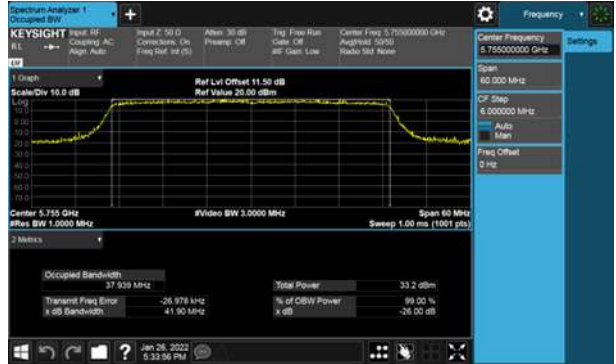 Spectrum Analyzer 1
Occupied BW
Frequency
KEYSIGHT Input: RF
Coupling: AC
Align: Auto
Input Z: 50 Ω
Corrections: On
Freq Ref: Int (S)
Atten: 30 dB
Preamp: Off
Trig: Free Run
Gate: Off
#IF Gain: Low
Center Freq: 5.755000000 GHz
Avg|Hold: 50/50
Radio Std: None
Center Frequency
5.755000000 GHz
Settings
Span
60.000 MHz
CF Step
6.000000 MHz
Auto
Man
Freq Offset
0 Hz
1 Graph
Scale/Div 10.0 dB
Ref Lvl Offset 11.50 dB
Ref Value 20.00 dBm
Log
Center 5.755 GHz
#Res BW 1.0000 MHz
#Video BW 3.0000 MHz
Span 60 MHz
Sweep 1.00 ms (1001 pts)
2 Metrics
Occupied Bandwidth
37.939 MHz
Total Power 33.2 dBm
Transmit Freq Error -26.978 kHz
% of OBW Power 99.00 %
x dB Bandwidth 41.90 MHz
x dB -26.00 dB
Jan 26, 2022
5:33:56 PM